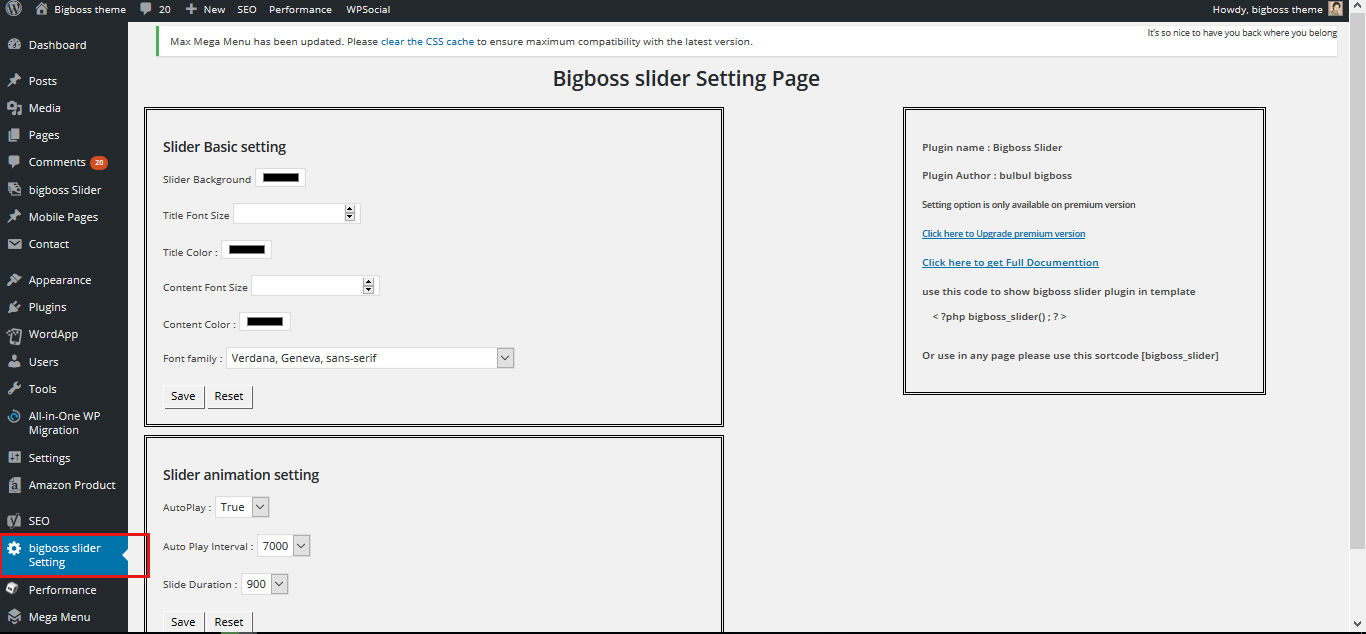 Bigboss theme 20 New SEO Performance WPSocial Howdy, bigboss theme
It's so nice to have you back where you belong
Max Mega Menu has been updated. Please clear the CSS cache to ensure maximum compatibility with the latest version.
Dashboard
Posts
Media
Pages
Comments 20
bigboss Slider
Mobile Pages
Contact
Appearance
Plugins
WordApp
Users
Tools
All-in-One WP
Migration
Settings
Amazon Product
SEO
bigboss slider
Setting
Performance
Mega Menu
Bigboss slider Setting Page
Slider Basic setting
Slider Background
Title Font Size
Title Color :
Content Font Size
Content Color :
Font family : Verdana, Geneva, sans-serif
Save Reset
Slider animation setting
AutoPlay : True
Auto Play Interval : 7000
Slide Duration : 900
Save Reset
Plugin name : Bigboss Slider
Plugin Author : bulbul bigboss
Setting option is only available on premium version
Click here to Upgrade premium version
Click here to get Full Documenttion
use this code to show bigboss slider plugin in template
< ?php bigboss_slider() ; ? >
Or use in any page please use this sortcode [bigboss_slider]